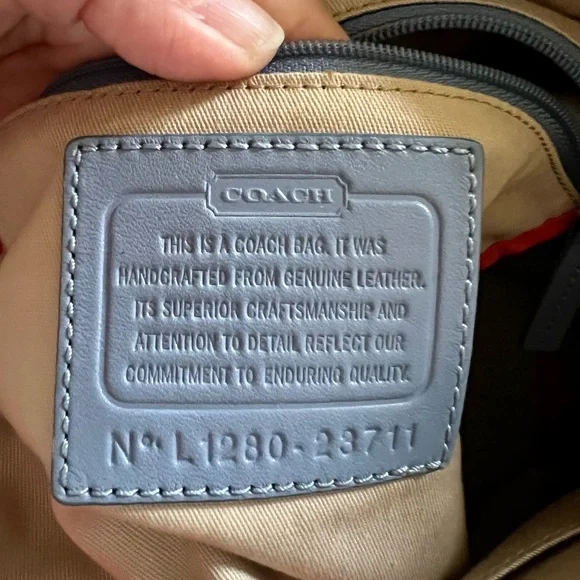 COACH
THIS IS A COACH BAG. IT WAS
HANDCRAFTED FROM GENUINE LEATHER.
ITS SUPERIOR CRAFTSMANSHIP AND
ATTENTION TO DETAIL REFLECT OUR
COMMITMENT TO ENDURING QUALITY.
Nº L1280-23711